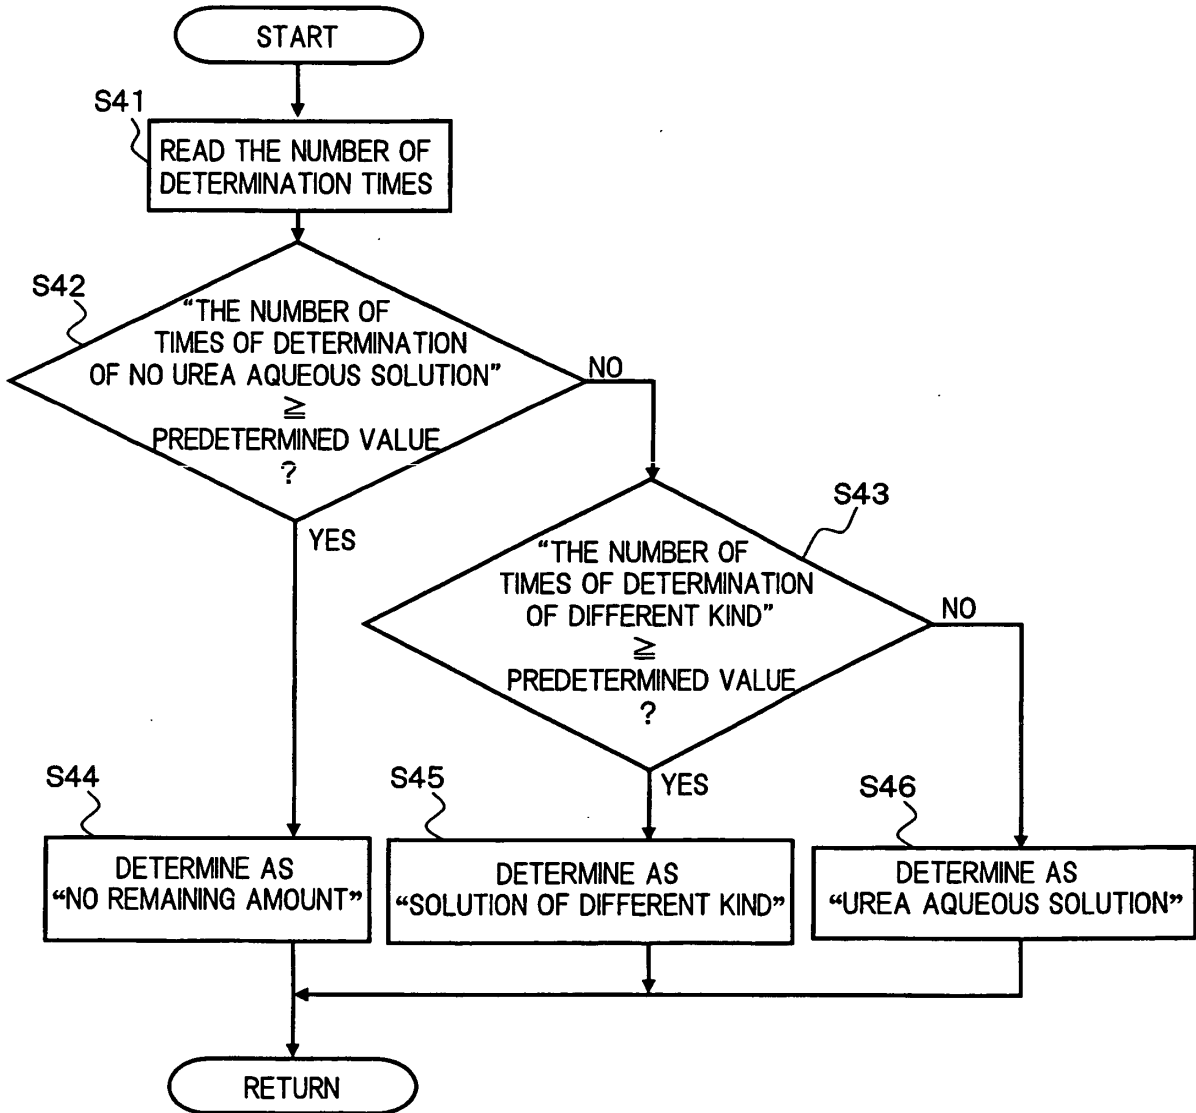 START
S41
READ THE NUMBER OF
DETERMINATION TIMES
S42
“THE NUMBER OF
TIMES OF DETERMINATION
OF NO UREA AQUEOUS SOLUTION”
≧
PREDETERMINED VALUE
?
NO
YES
S43
“THE NUMBER OF
TIMES OF DETERMINATION
OF DIFFERENT KIND”
≧
PREDETERMINED VALUE
?
NO
YES
S44
DETERMINE AS
“NO REMAINING AMOUNT”
S45
DETERMINE AS
“SOLUTION OF DIFFERENT KIND”
S46
DETERMINE AS
“UREA AQUEOUS SOLUTION”
RETURN